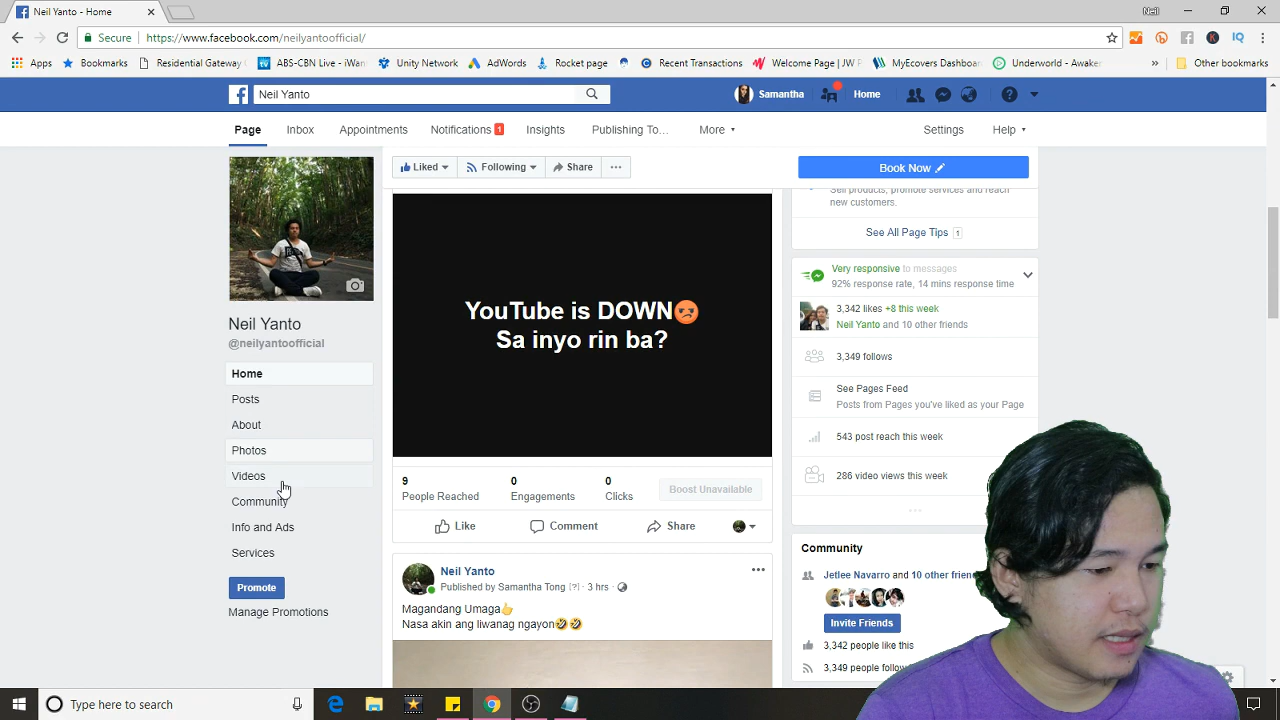 Neil Yanto - Home
Neil
Secure
https://www.facebook.com/neilyantoofficial/
Apps
Bookmarks
Residential Gateway
ABS-CBN Live - iWan
Unity Network
AdWords
Rocket page
Recent Transactions
Welcome Page | JW P
MyEcovers Dashboa
Underworld - Awake
Other bookmarks
Neil Yanto
Samantha
Home
Page
Inbox
Appointments
Notifications 1
Insights
Publishing To...
More
Settings
Help
Liked
Following
Share
Book Now
Neil Yanto
@neilyantoofficial
Home
Posts
About
Photos
Videos
Community
Info and Ads
Services
Promote
Manage Promotions
YouTube is DOWN😡
Sa inyo rin ba?
9
People Reached
0
Engagements
0
Clicks
Boost Unavailable
Like
Comment
Share
Neil Yanto
Published by Samantha Tong [?] · 3 hrs ·
Magandang Umaga👆
Nasa akin ang liwanag ngayon🤣🤣
Sell products, promote services and reach
new customers.
See All Page Tips 1
Very responsive to messages
92% response rate, 14 mins response time
3,342 likes +8 this week
Neil Yanto and 10 other friends
3,349 follows
See Pages Feed
Posts from Pages you've liked as your Page
543 post reach this week
286 video views this week
Community
Jetlee Navarro and 10 other frien
Invite Friends
3,342 people like this
3,349 people follo
Type here to search